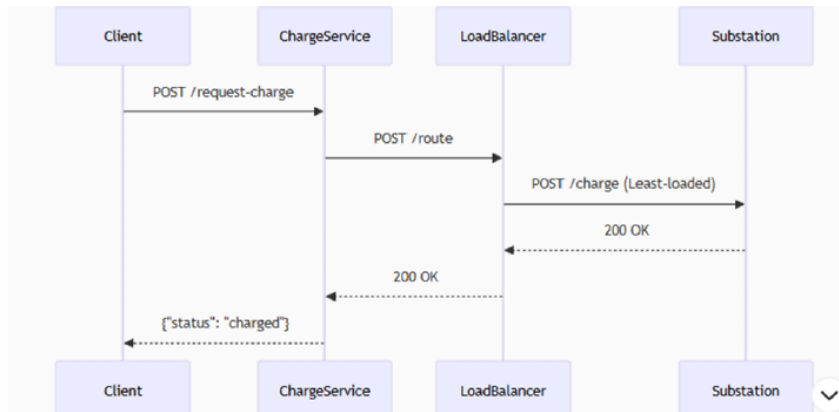 Client ChargeService LoadBalancer Substation
POST /request-charge
POST /route
POST /charge (Least-loaded)
200 OK
200 OK
{"status": "charged"}
Client ChargeService LoadBalancer Substation